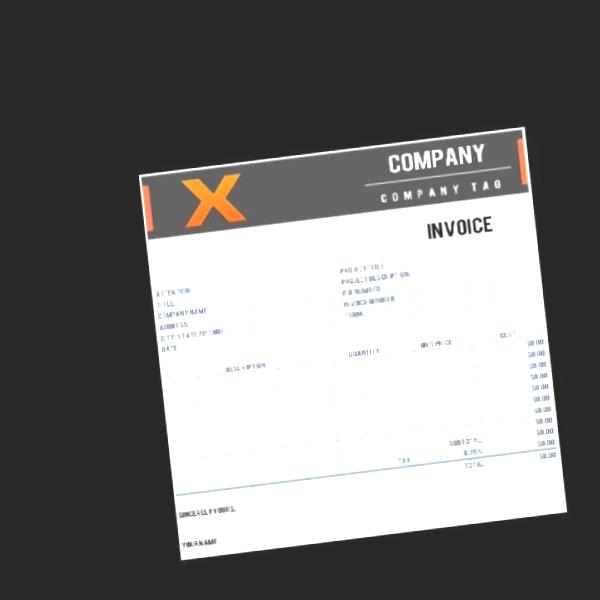 X
COMPANY
COMPANY TAG
INVOICE
ATTENTION
TITLE
COMPANY NAME
ADDRESS
CITY, STATE ZIP CODE
DATE
PROJECT TITLE
PROJECT DESCRIPTION
P.O NUMBER
INVOICE NUMBER
TERMS
DESCRIPTION QUANTITY UNIT PRICE COST
$0.00
$0.00
$0.00
$0.00
$0.00
$0.00
$0.00
$0.00
SUBTOTAL $0.00
TAX 8.25% $0.00
TOTAL $0.00
SINCERELY YOURS,
YOUR NAME